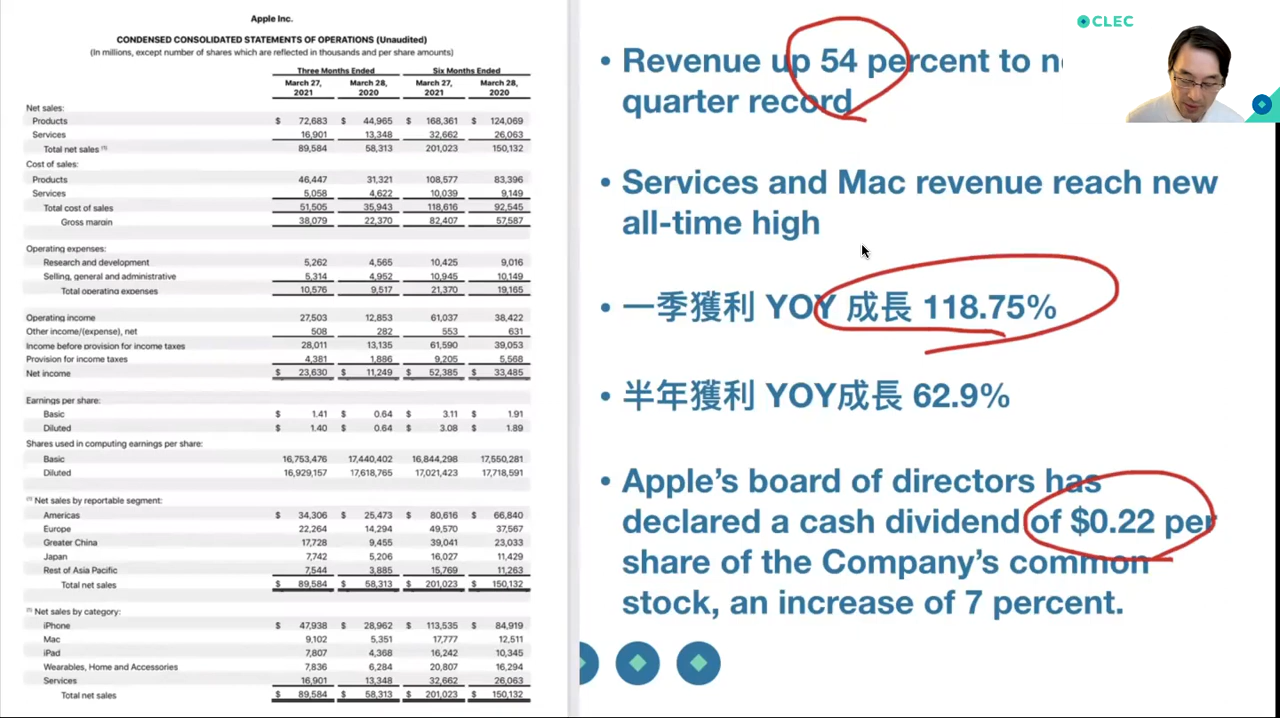 Apple Inc.
CONDENSED CONSOLIDATED STATEMENTS OF OPERATIONS (Unaudited)
(In millions, except number of shares which are reflected in thousands and per share amounts)
Three Months Ended Six Months Ended
March 27, 2021 March 28, 2020 March 27, 2021 March 28, 2020
Net sales:
Products $ 72,683 $ 44,965 $ 168,361 $ 124,069
Services 16,901 13,348 32,662 26,063
Total net sales (1) 89,584 58,313 201,023 150,132
Cost of sales:
Products 46,447 31,321 108,577 83,396
Services 5,058 4,622 10,039 9,149
Total cost of sales 51,505 35,943 118,616 92,545
Gross margin 38,079 22,370 82,407 57,587
Operating expenses:
Research and development 5,262 4,565 10,425 9,016
Selling, general and administrative 5,314 4,952 10,945 10,149
Total operating expenses 10,576 9,517 21,370 19,165
Operating income 27,503 12,853 61,037 38,422
Other income/(expense), net 508 282 553 631
Income before provision for income taxes 28,011 13,135 61,590 39,053
Provision for income taxes 4,381 1,886 9,205 5,568
Net income $ 23,630 $ 11,249 $ 52,385 $ 33,485
Earnings per share:
Basic $ 1.41 $ 0.64 $ 3.11 $ 1.91
Diluted $ 1.40 $ 0.64 $ 3.08 $ 1.89
Shares used in computing earnings per share:
Basic 16,753,476 17,440,402 16,844,298 17,550,281
Diluted 16,929,157 17,618,765 17,021,423 17,718,591
(1) Net sales by reportable segment:
Americas $ 34,306 $ 25,473 $ 80,616 $ 66,840
Europe 22,264 14,294 49,570 37,567
Greater China 17,728 9,455 39,041 23,033
Japan 7,742 5,206 16,027 11,429
Rest of Asia Pacific 7,544 3,885 15,769 11,263
Total net sales $ 89,584 $ 58,313 $ 201,023 $ 150,132
(1) Net sales by category:
iPhone $ 47,938 $ 28,962 $ 113,535 $ 84,919
Mac 9,102 5,351 17,777 12,511
iPad 7,807 4,368 16,242 10,345
Wearables, Home and Accessories 7,836 6,284 20,807 16,294
Services 16,901 13,348 32,662 26,063
Total net sales $ 89,584 $ 58,313 $ 201,023 $ 150,132
CLEC
• Revenue up 54 percent to
quarter record
• Services and Mac revenue reach new
all-time high
• 一季獲利 YOY 成長 118.75%
• 半年獲利 YOY成長 62.9%
• Apple’s board of directors has
declared a cash dividend of $0.22 per
share of the Company’s common
stock, an increase of 7 percent.